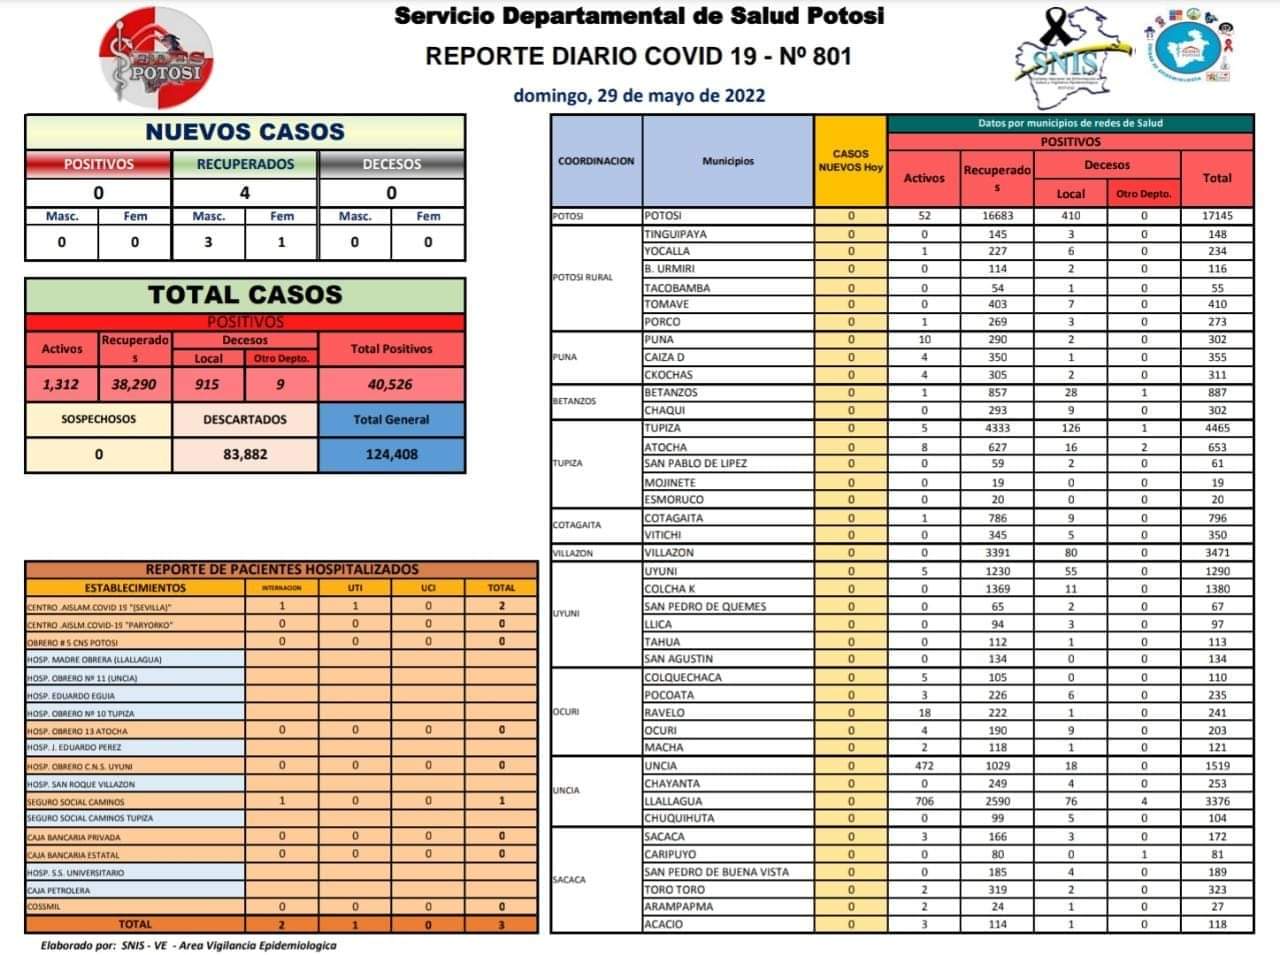 Servicio Departamental de Salud Potosi
REPORTE DIARIO COVID 19 - Nº 801
domingo, 29 de mayo de 2022
SEDES POTOSI
SNIS
NUEVOS CASOS
POSITIVOS RECUPERADOS DECESOS
0 4 0
Masc. Fem Masc. Fem Masc. Fem
0 0 3 1 0 0
TOTAL CASOS
POSITIVOS
Activos Recuperados Decesos Total Positivos
Local Otro Depto.
1,312 38,290 915 9 40,526
SOSPECHOSOS DESCARTADOS Total General
0 83,882 124,408
REPORTE DE PACIENTES HOSPITALIZADOS
ESTABLECIMIENTOS INTERNACION UTI UCI TOTAL
CENTRO .AISLAM.COVID 19 "(SEVILLA)" 1 1 0 2
CENTRO .AISLM.COVID-19 "PARYORKO" 0 0 0 0
OBRERO # 5 CNS POTOSI 0 0 0 0
HOSP. MADRE OBRERA (LLALLAGUA)
HOSP. OBRERO Nº 11 (UNCIA)
HOSP. EDUARDO EGUIA
HOSP. OBRERO Nº 10 TUPIZA
HOSP. OBRERO 13 ATOCHA 0 0 0 0
HOSP. J. EDUARDO PEREZ
HOSP. OBRERO C.N.S. UYUNI 0 0 0 0
HOSP. SAN ROQUE VILLAZON
SEGURO SOCIAL CAMINOS 1 0 0 1
SEGURO SOCIAL CAMINOS TUPIZA
CAJA BANCARIA PRIVADA 0 0 0 0
CAJA BANCARIA ESTATAL 0 0 0 0
HOSP. S.S. UNIVERSITARIO
CAJA PETROLERA
COSSMIL 0 0 0 0
TOTAL 2 1 0 3
Elaborado por: SNIS - VE - Area Vigilancia Epidemiologica
COORDINACION Municipios CASOS NUEVOS Hoy Datos por municipios de redes de Salud
POSITIVOS
Activos Recuperados Decesos Total
Local Otro Depto.
POTOSI POTOSI 0 52 16683 410 0 17145
POTOSI RURAL TINGUIPAYA 0 0 145 3 0 148
YOCALLA 0 1 227 6 0 234
B. URMIRI 0 0 114 2 0 116
TACOBAMBA 0 0 54 1 0 55
TOMAVE 0 0 403 7 0 410
PORCO 0 1 269 3 0 273
PUNA PUNA 0 10 290 2 0 302
CAIZA D 0 4 350 1 0 355
CKOCHAS 0 4 305 2 0 311
BETANZOS BETANZOS 0 1 857 28 1 887
CHAQUI 0 0 293 9 0 302
TUPIZA TUPIZA 0 5 4333 126 1 4465
ATOCHA 0 8 627 16 2 653
SAN PABLO DE LIPEZ 0 0 59 2 0 61
MOJINETE 0 0 19 0 0 19
ESMORUCO 0 0 20 0 0 20
COTAGAITA COTAGAITA 0 1 786 9 0 796
VITICHI 0 0 345 5 0 350
VILLAZON VILLAZON 0 0 3391 80 0 3471
UYUNI UYUNI 0 5 1230 55 0 1290
COLCHA K 0 0 1369 11 0 1380
SAN PEDRO DE QUEMES 0 0 65 2 0 67
LLICA 0 0 94 3 0 97
TAHUA 0 0 112 1 0 113
SAN AGUSTIN 0 0 134 0 0 134
OCURI COLQUECHACA 0 5 105 0 0 110
POCOATA 0 3 226 6 0 235
RAVELO 0 18 222 1 0 241
OCURI 0 4 190 9 0 203
MACHA 0 2 118 1 0 121
UNCIA UNCIA 0 472 1029 18 0 1519
CHAYANTA 0 0 249 4 0 253
LLALLAGUA 0 706 2590 76 4 3376
CHUQUIHUTA 0 0 99 5 0 104
SACACA SACACA 0 3 166 3 0 172
CARIPUYO 0 0 80 0 1 81
SAN PEDRO DE BUENA VISTA 0 0 185 4 0 189
TORO TORO 0 2 319 2 0 323
ARAMPAPMA 0 2 24 1 0 27
ACACIO 0 3 114 1 0 118